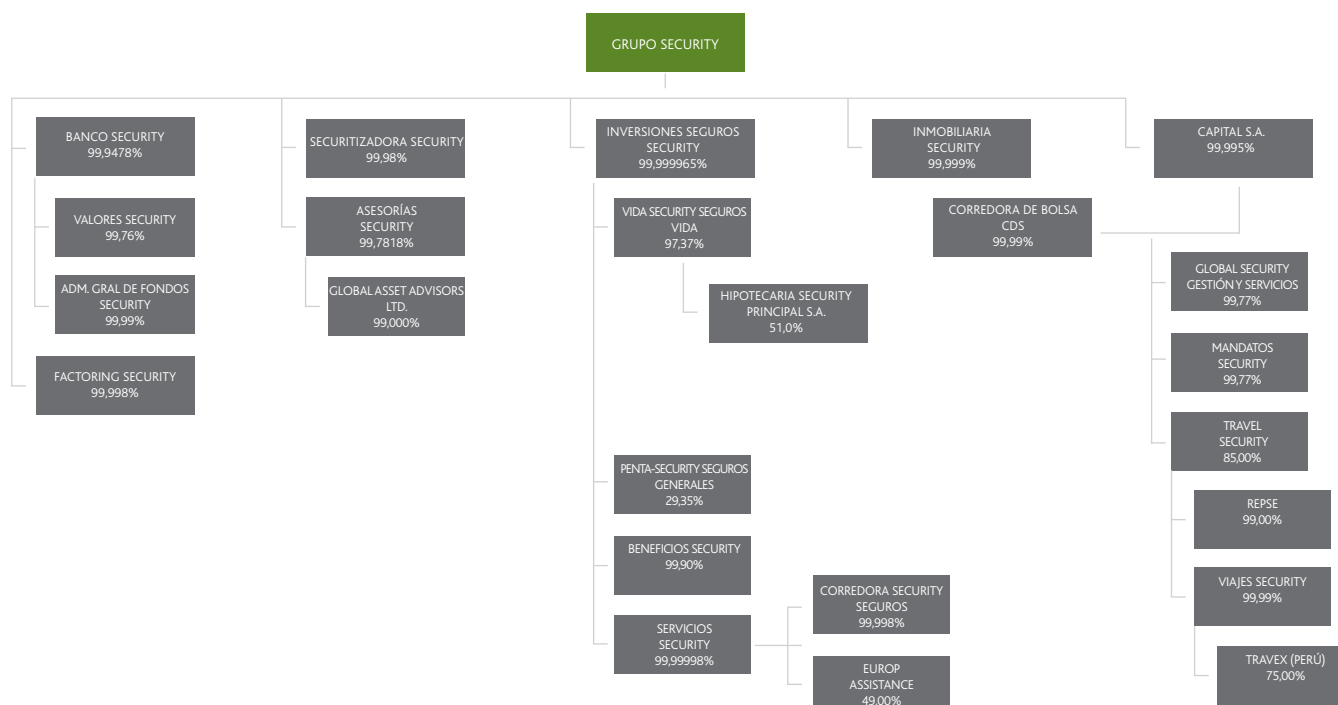 GRUPO SECURITY
BANCO SECURITY
99,9478%
VALORES SECURITY
99,76%
ADM. GRAL DE FONDOS
SECURITY
99,99%
FACTORING SECURITY
99,998%
SECURITIZADORA SECURITY
99,98%
ASESORÍAS
SECURITY
99,7818%
GLOBAL ASSET ADVISORS
LTD.
99,000%
INVERSIONES SEGUROS
SECURITY
99,999965%
VIDA SECURITY SEGUROS
VIDA
97,37%
HIPOTECARIA SECURITY
PRINCIPAL S.A.
51,0%
PENTA-SECURITY SEGUROS
GENERALES
29,35%
BENEFICIOS SECURITY
99,90%
SERVICIOS
SECURITY
99,99998%
CORREDORA SECURITY
SEGUROS
99,998%
EUROP
ASSISTANCE
49,00%
INMOBILIARIA
SECURITY
99,999%
CAPITAL S.A.
99,995%
CORREDORA DE BOLSA
CDS
99,99%
GLOBAL SECURITY
GESTIÓN Y SERVICIOS
99,77%
MANDATOS
SECURITY
99,77%
TRAVEL
SECURITY
85,00%
REPSE
99,00%
VIAJES SECURITY
99,99%
TRAVEX (PERÚ)
75,00%